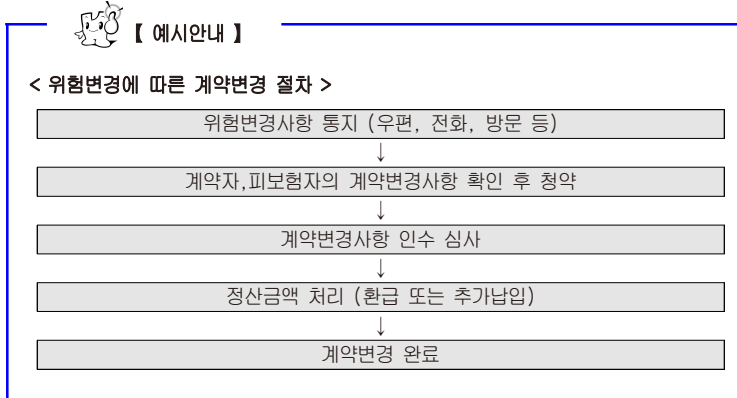 【 예시안내 】
< 위험변경에 따른 계약변경 절차 >
위험변경사항 통지 (우편, 전화, 방문 등)
↓
계약자,피보험자의 계약변경사항 확인 후 청약
↓
계약변경사항 인수 심사
↓
정산금액 처리 (환급 또는 추가납입)
↓
계약변경 완료